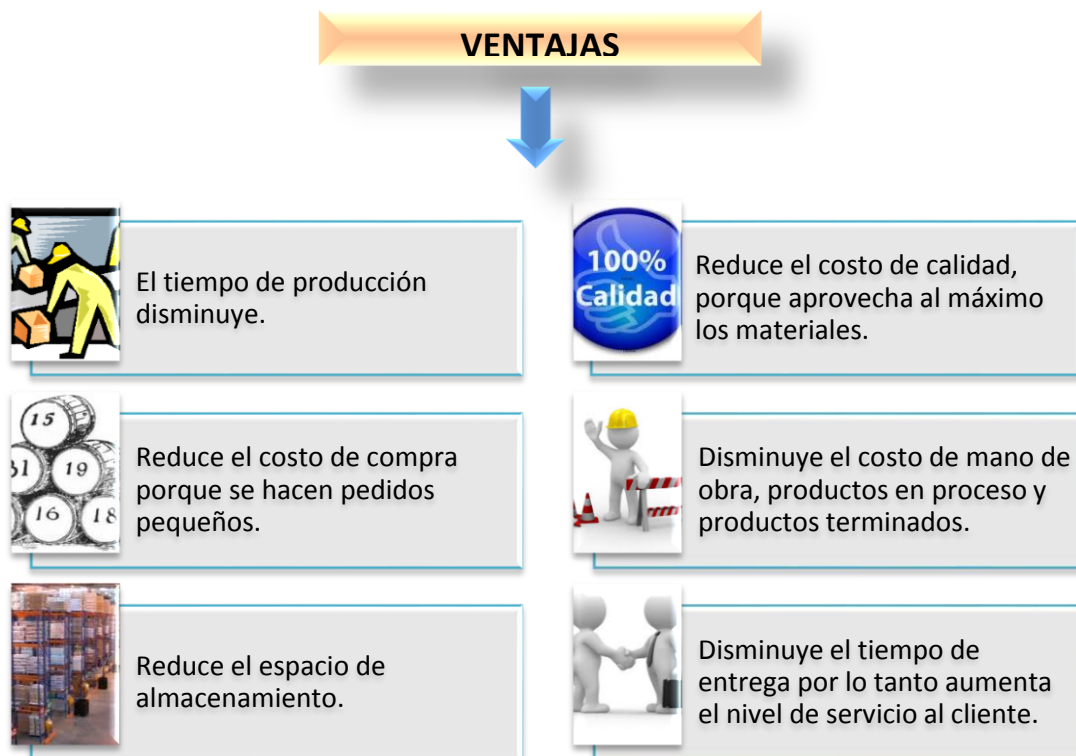 VENTAJAS
El tiempo de producción
disminuye.
100%
Calidad
Reduce el costo de calidad,
porque aprovecha al máximo
los materiales.
15
19
16
18
Reduce el costo de compra
porque se hacen pedidos
pequeños.
Disminuye el costo de mano de
obra, productos en proceso y
productos terminados.
Reduce el espacio de
almacenamiento.
Disminuye el tiempo de
entrega por lo tanto aumenta
el nivel de servicio al cliente.